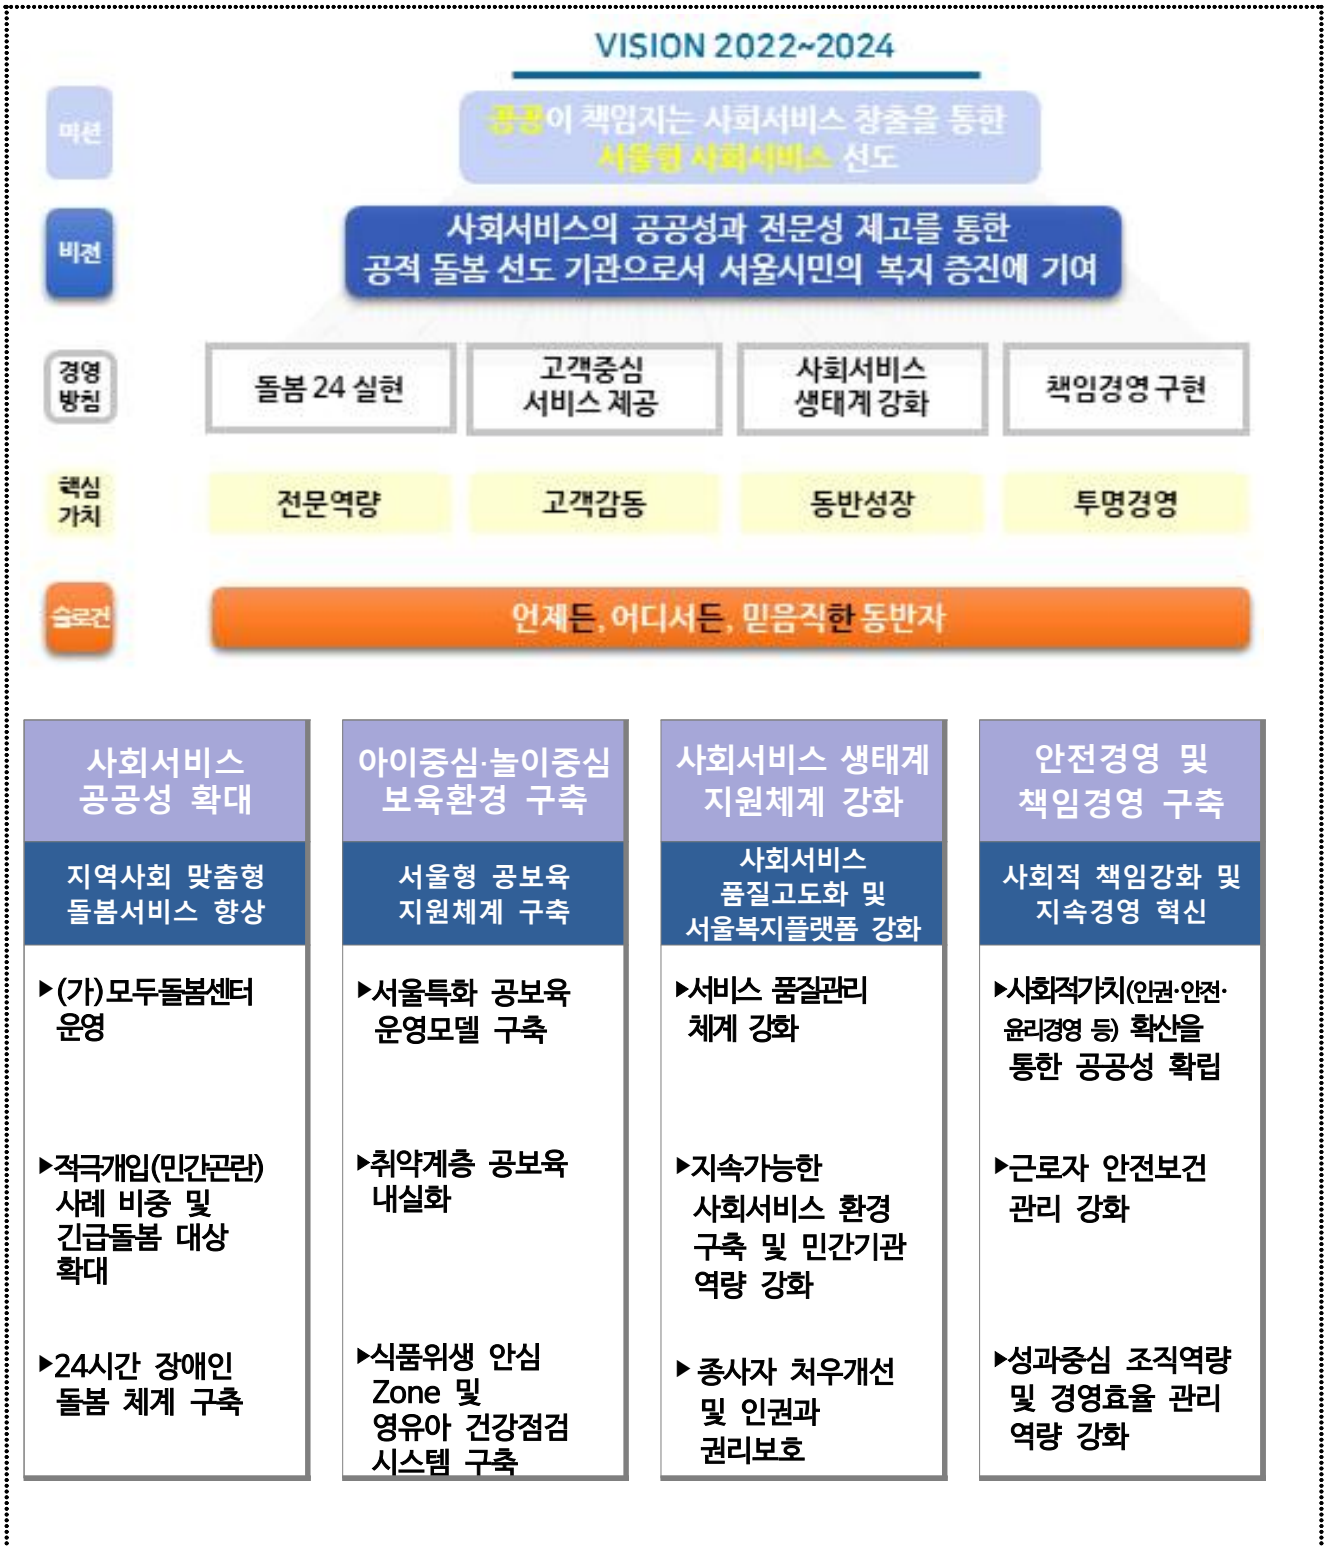 VISION 2022~2024
미션
공공이 책임지는 사회서비스 창출을 통한
서울형 사회서비스 선도
비전
사회서비스의 공공성과 전문성 제고를 통한
공적 돌봄 선도 기관으로서 서울시민의 복지 증진에 기여
경영
방침
돌봄 24 실현
고객중심
서비스 제공
사회서비스
생태계 강화
책임경영 구현
핵심
가치
전문역량
고객감동
동반성장
투명경영
슬로건
언제든, 어디서든, 믿음직한 동반자
사회서비스
공공성 확대
지역사회 맞춤형
돌봄서비스 향상
▶(가)모두돌봄센터
운영
▶적극개입(민간곤란)
사례 비중 및
긴급돌봄 대상
확대
▶24시간 장애인
돌봄 체계 구축
아이중심·놀이중심
보육환경 구축
서울형 공보육
지원체계 구축
▶서울특화 공보육
운영모델 구축
▶취약계층 공보육
내실화
▶식품위생 안심
Zone 및
영유아 건강점검
시스템 구축
사회서비스 생태계
지원체계 강화
사회서비스
품질고도화 및
서울복지플랫폼 강화
▶서비스 품질관리
체계 강화
▶지속가능한
사회서비스 환경
구축 및 민간기관
역량 강화
▶ 종사자 처우개선
및 인권과
권리보호
안전경영 및
책임경영 구축
사회적 책임강화 및
지속경영 혁신
▶사회적가치(인권·안전·
윤리경영 등) 확산을
통한 공공성 확립
▶근로자 안전보건
관리 강화
▶성과중심 조직역량
및 경영효율 관리
역량 강화